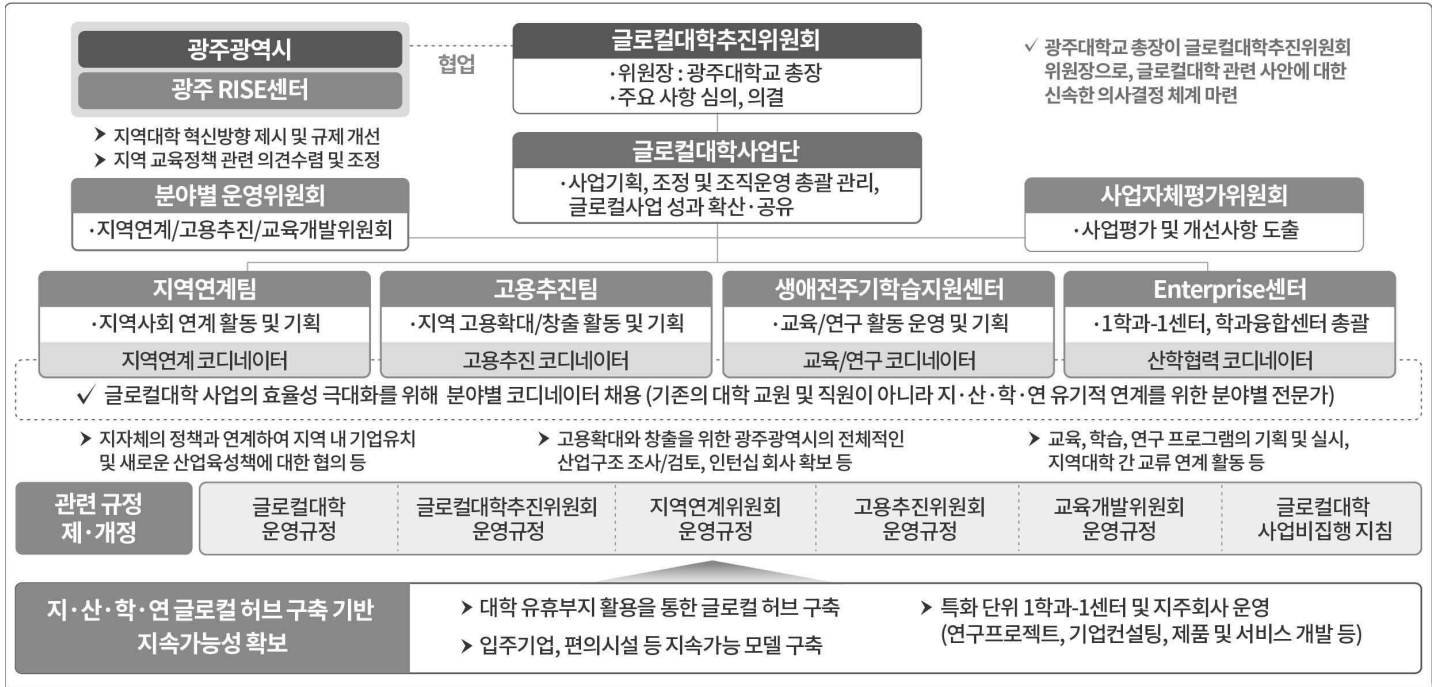 광주광역시
광주 RISE센터
협업
글로컬대학추진위원회
·위원장 : 광주대학교 총장
·주요 사항 심의, 의결
✓ 광주대학교 총장이 글로컬대학추진위원회
위원장으로, 글로컬대학 관련 사안에 대한
신속한 의사결정 체계 마련
➤ 지역대학 혁신방향 제시 및 규제 개선
➤ 지역 교육정책 관련 의견수렴 및 조정
글로컬대학사업단
·사업기획, 조정 및 조직운영 총괄 관리,
글로컬사업 성과 확산·공유
분야별 운영위원회
·지역연계/고용추진/교육개발위원회
사업자체평가위원회
·사업평가 및 개선사항 도출
지역연계팀
·지역사회 연계 활동 및 기획
지역연계 코디네이터
고용추진팀
·지역 고용확대/창출 활동 및 기획
고용추진 코디네이터
생애전주기학습지원센터
·교육/연구 활동 운영 및 기획
교육/연구 코디네이터
Enterprise센터
·1학과-1센터, 학과융합센터 총괄
산학협력 코디네이터
✓ 글로컬대학 사업의 효율성 극대화를 위해 분야별 코디네이터 채용 (기존의 대학 교원 및 직원이 아니라 지·산·학·연 유기적 연계를 위한 분야별 전문가)
➤ 지자체의 정책과 연계하여 지역 내 기업유치
및 새로운 산업육성책에 대한 협의 등
➤ 고용확대와 창출을 위한 광주광역시의 전체적인
산업구조 조사/검토, 인턴십 회사 확보 등
➤ 교육, 학습, 연구 프로그램의 기획 및 실시,
지역대학 간 교류 연계 활동 등
관련 규정
제·개정
글로컬대학
운영규정
글로컬대학추진위원회
운영규정
지역연계위원회
운영규정
고용추진위원회
운영규정
교육개발위원회
운영규정
글로컬대학
사업비집행 지침
지·산·학·연 글로컬 허브 구축 기반
지속가능성 확보
➤ 대학 유휴부지 활용을 통한 글로컬 허브 구축
➤ 입주기업, 편의시설 등 지속가능 모델 구축
➤ 특화 단위 1학과-1센터 및 지주회사 운영
(연구프로젝트, 기업컨설팅, 제품 및 서비스 개발 등)